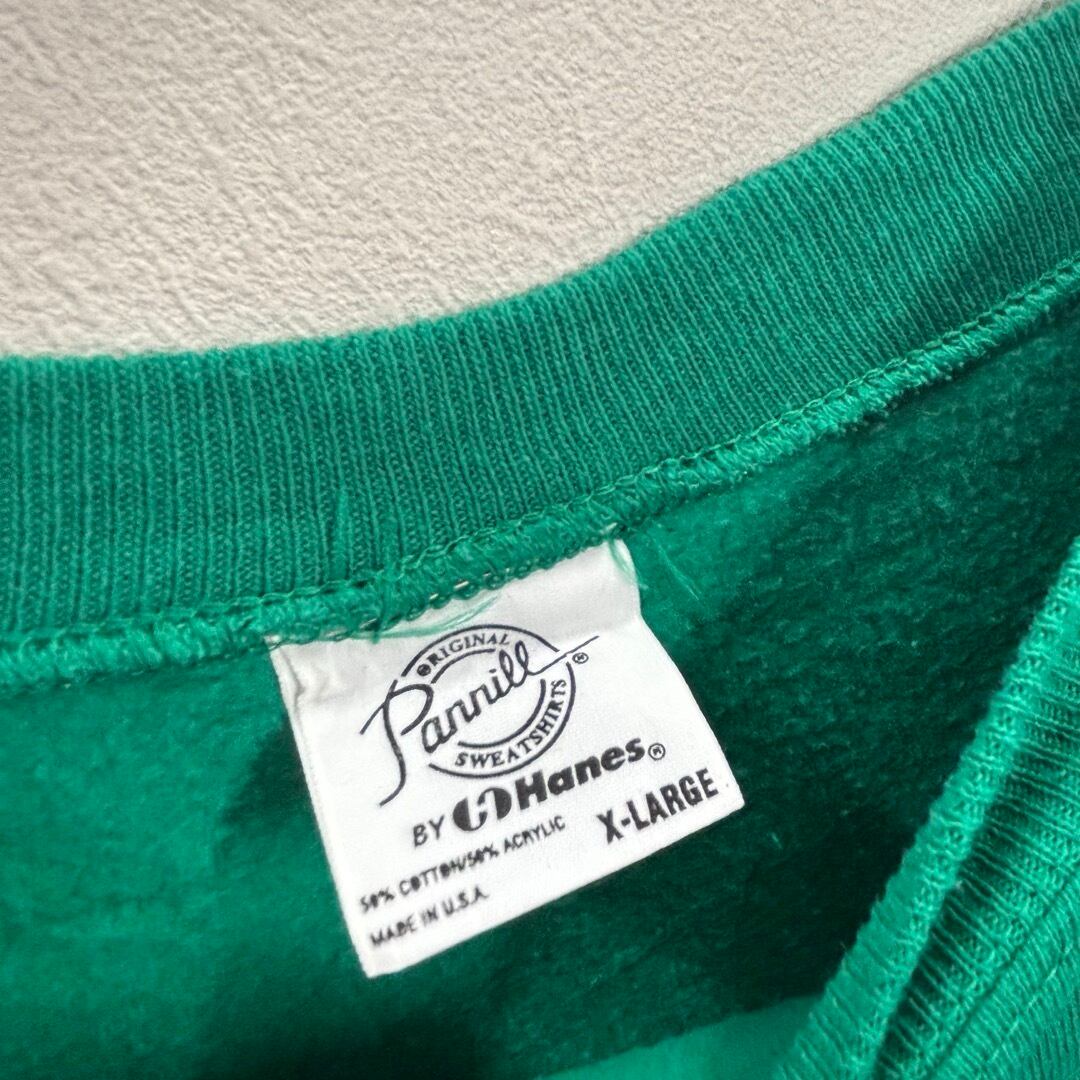 ORIGINAL
Pannill ®
SWEATSHIRTS
BY Hanes®
50% COTTON/50% ACRYLIC X-LARGE
MADE IN U.S.A.